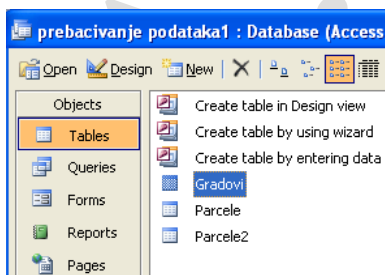 prebacivanje podataka1 : Database (Access
Open Design New
Objects
Tables
Queries
Forms
Reports
Pages
Create table in Design view
Create table by using wizard
Create table by entering data
Gradovi
Parcele
Parcele2